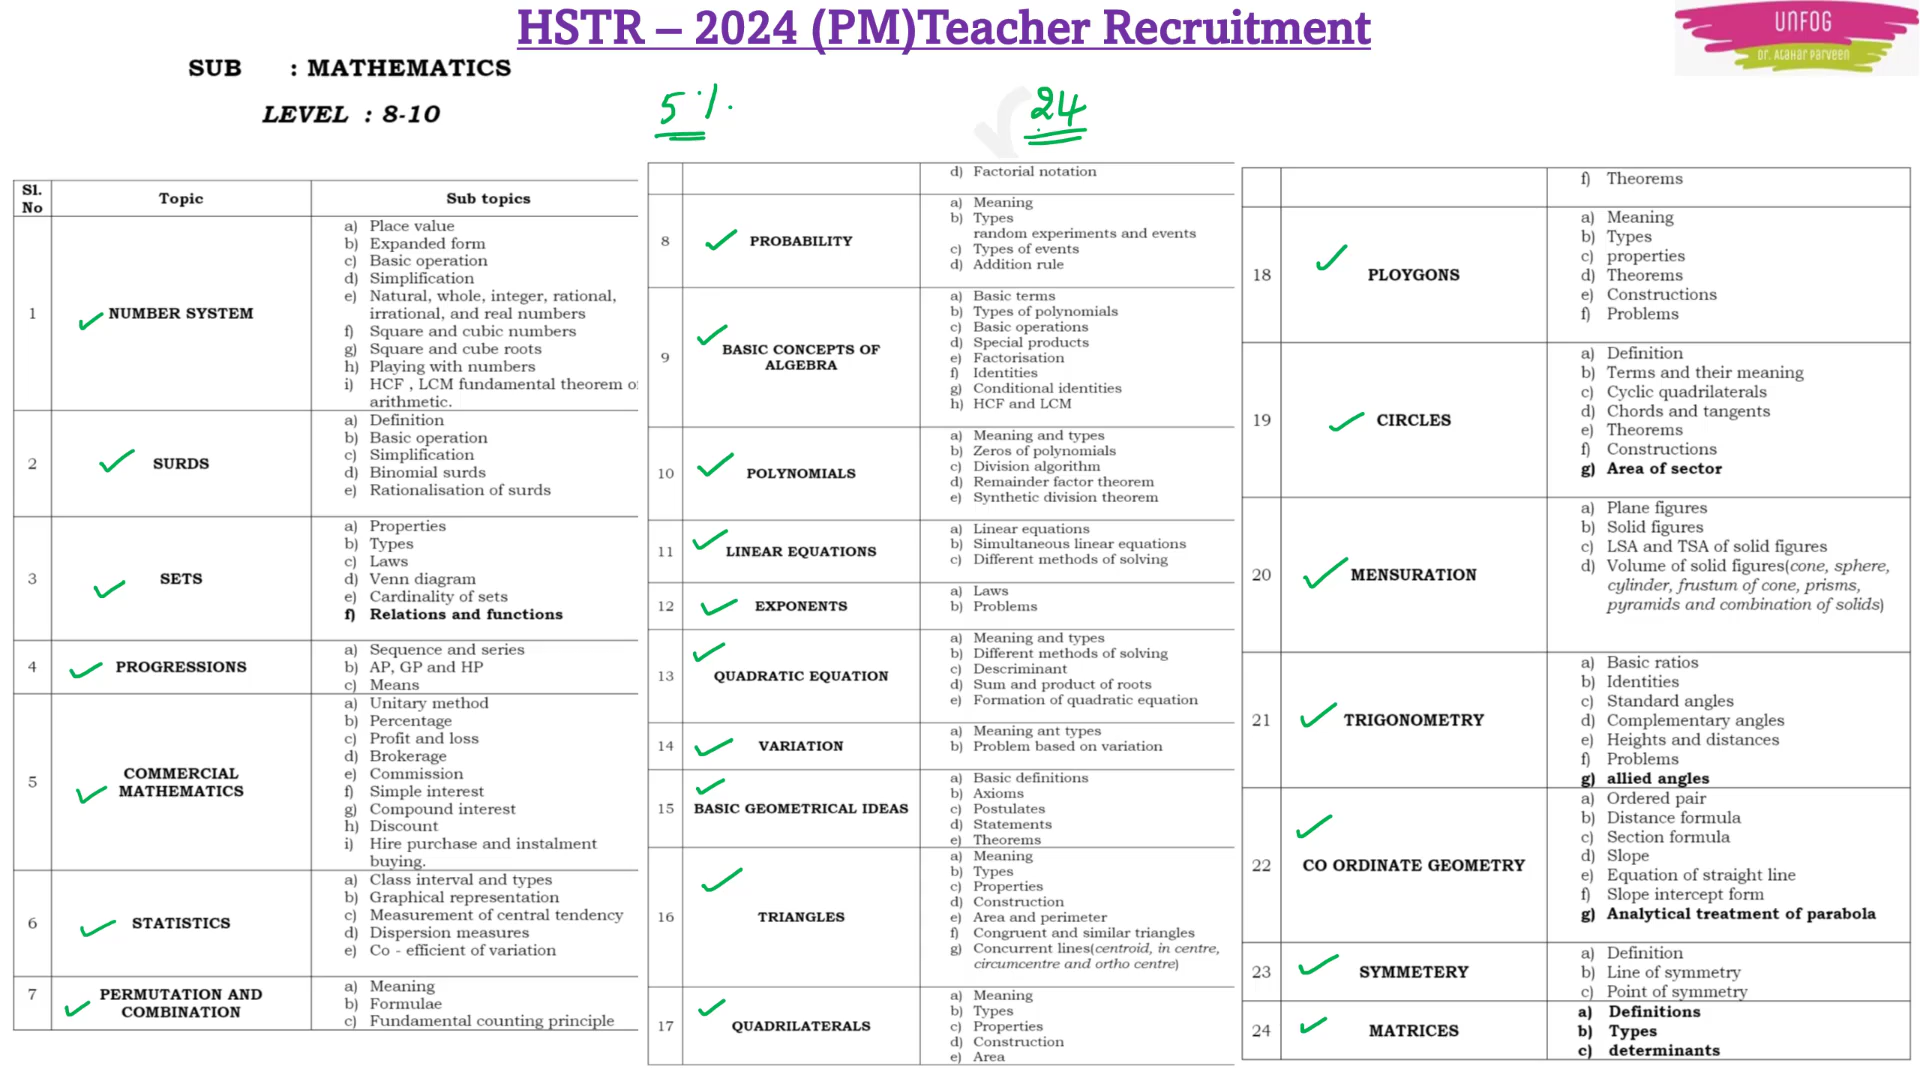 HSTR – 2024 (PM)Teacher Recruitment
UNFOG
Dr. Atahar Parveen
SUB : MATHEMATICS
LEVEL : 8-10
5 %.
24
Sl. No Topic Sub topics
1 NUMBER SYSTEM
a) Place value
b) Expanded form
c) Basic operation
d) Simplification
e) Natural, whole, integer, rational,
irrational, and real numbers
f) Square and cubic numbers
g) Square and cube roots
h) Playing with numbers
i) HCF , LCM fundamental theorem o
arithmetic.
2 SURDS
a) Definition
b) Basic operation
c) Simplification
d) Binomial surds
e) Rationalisation of surds
3 SETS
a) Properties
b) Types
c) Laws
d) Venn diagram
e) Cardinality of sets
f) Relations and functions
4 PROGRESSIONS
a) Sequence and series
b) AP, GP and HP
c) Means
5 COMMERCIAL
MATHEMATICS
a) Unitary method
b) Percentage
c) Profit and loss
d) Brokerage
e) Commission
f) Simple interest
g) Compound interest
h) Discount
i) Hire purchase and instalment
buying.
6 STATISTICS
a) Class interval and types
b) Graphical representation
c) Measurement of central tendency
d) Dispersion measures
e) Co - efficient of variation
7 PERMUTATION AND
COMBINATION
a) Meaning
b) Formulae
c) Fundamental counting principle
d) Factorial notation
8 PROBABILITY
a) Meaning
b) Types
random experiments and events
c) Types of events
d) Addition rule
9 BASIC CONCEPTS OF
ALGEBRA
a) Basic terms
b) Types of polynomials
c) Basic operations
d) Special products
e) Factorisation
f) Identities
g) Conditional identities
h) HCF and LCM
10 POLYNOMIALS
a) Meaning and types
b) Zeros of polynomials
c) Division algorithm
d) Remainder factor theorem
e) Synthetic division theorem
11 LINEAR EQUATIONS
a) Linear equations
b) Simultaneous linear equations
c) Different methods of solving
12 EXPONENTS
a) Laws
b) Problems
13 QUADRATIC EQUATION
a) Meaning and types
b) Different methods of solving
c) Descriminant
d) Sum and product of roots
e) Formation of quadratic equation
14 VARIATION
a) Meaning ant types
b) Problem based on variation
15 BASIC GEOMETRICAL IDEAS
a) Basic definitions
b) Axioms
c) Postulates
d) Statements
e) Theorems
16 TRIANGLES
a) Meaning
b) Types
c) Properties
d) Construction
e) Area and perimeter
f) Congruent and similar triangles
g) Concurrent lines(centroid, in centre,
circumcentre and ortho centre)
17 QUADRILATERALS
a) Meaning
b) Types
c) Properties
d) Construction
e) Area
f) Theorems
18 PLOYGONS
a) Meaning
b) Types
c) properties
d) Theorems
e) Constructions
f) Problems
19 CIRCLES
a) Definition
b) Terms and their meaning
c) Cyclic quadrilaterals
d) Chords and tangents
e) Theorems
f) Constructions
g) Area of sector
20 MENSURATION
a) Plane figures
b) Solid figures
c) LSA and TSA of solid figures
d) Volume of solid figures(cone, sphere,
cylinder, frustum of cone, prisms,
pyramids and combination of solids)
21 TRIGONOMETRY
a) Basic ratios
b) Identities
c) Standard angles
d) Complementary angles
e) Heights and distances
f) Problems
g) allied angles
22 CO ORDINATE GEOMETRY
a) Ordered pair
b) Distance formula
c) Section formula
d) Slope
e) Equation of straight line
f) Slope intercept form
g) Analytical treatment of parabola
23 SYMMETERY
a) Definition
b) Line of symmetry
c) Point of symmetry
24 MATRICES
a) Definitions
b) Types
c) determinants